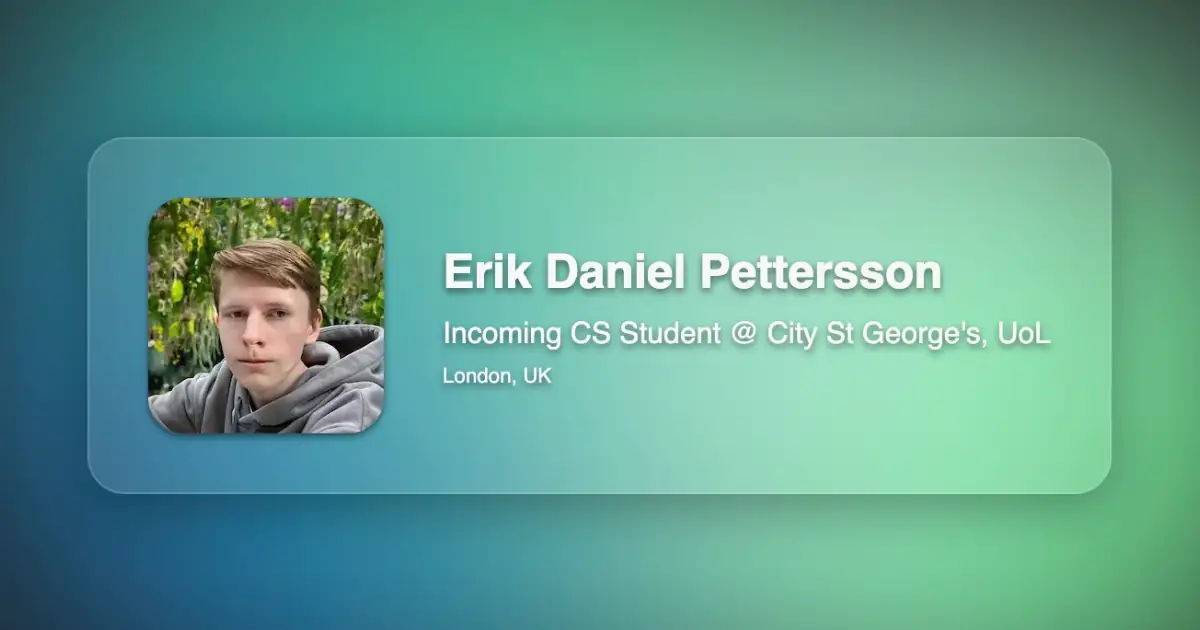 Erik Daniel Pettersson
Incoming CS Student @ City St George's, UoL
London, UK